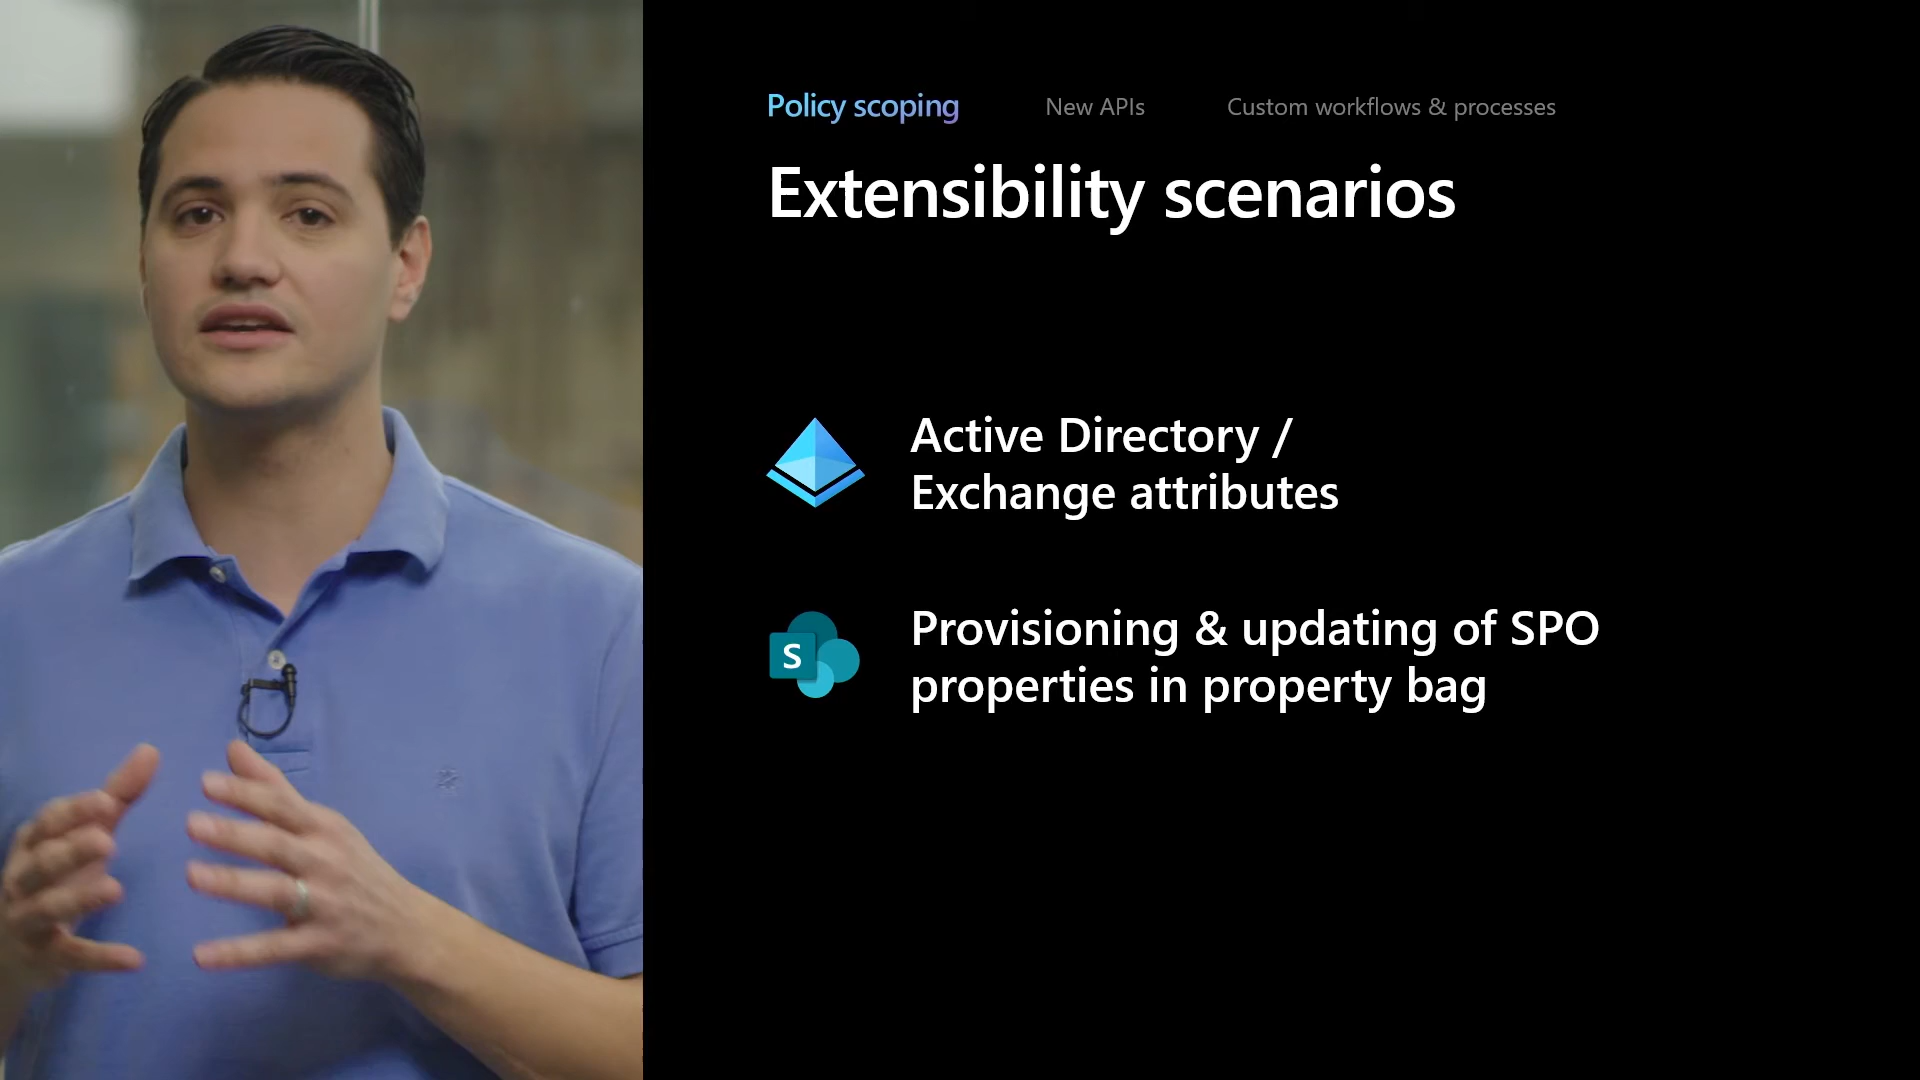 Policy scoping New APIs Custom workflows & processes
Extensibility scenarios
Active Directory /
Exchange attributes
S
Provisioning & updating of SPO
properties in property bag